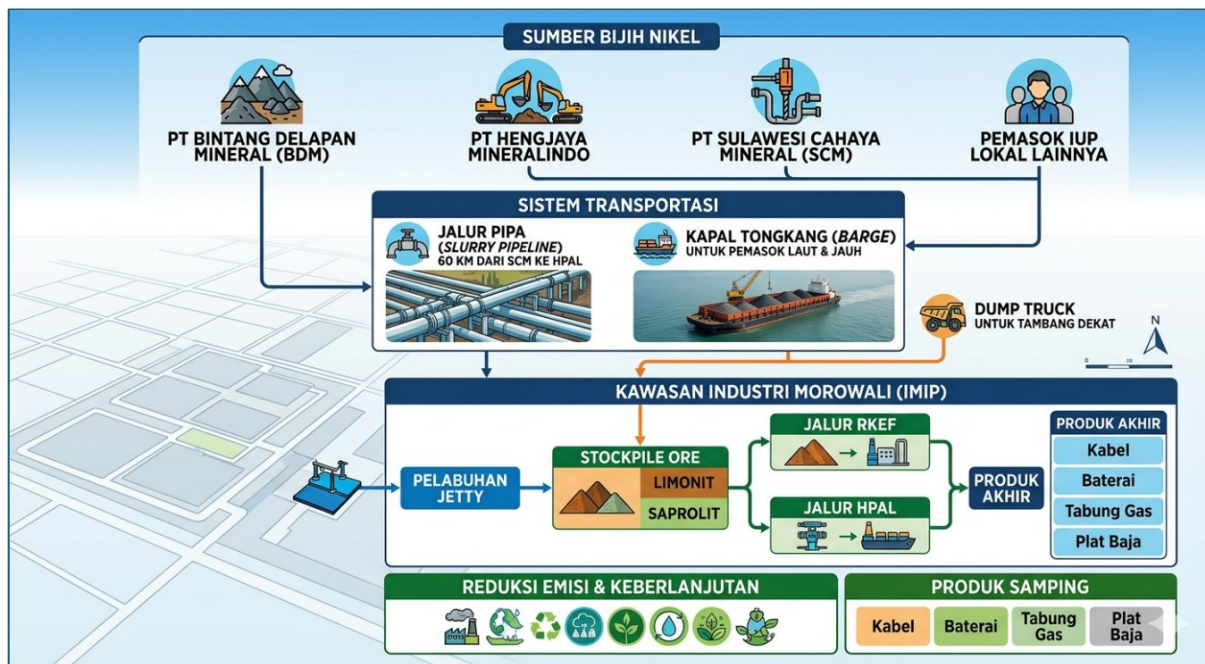 SUMBER BIJIH NIKEL
PT BINTANG DELAPAN
MINERAL (BDM)
PT HENGJAYA
MINERALINDO
PT SULAWESI CAHAYA
MINERAL (SCM)
PEMASOK IUP
LOKAL LAINNYA
SISTEM TRANSPORTASI
JALUR PIPA
(SLURRY PIPELINE)
60 KM DARI SCM KE HPAL
KAPAL TONGKANG (BARGE)
UNTUK PEMASOK LAUT & JAUH
DUMP TRUCK
UNTUK TAMBANG DEKAT
N
KAWASAN INDUSTRI MOROWALI (IMIP)
PELABUHAN
JETTY
STOCKPILE ORE
LIMONIT
SAPROLIT
JALUR RKEF
JALUR HPAL
PRODUK
AKHIR
PRODUK AKHIR
Kabel
Baterai
Tabung Gas
Plat Baja
REDUKSI EMISI & KEBERLANJUTAN
PRODUK SAMPING
Kabel
Baterai
Tabung
Gas
Plat
Baja